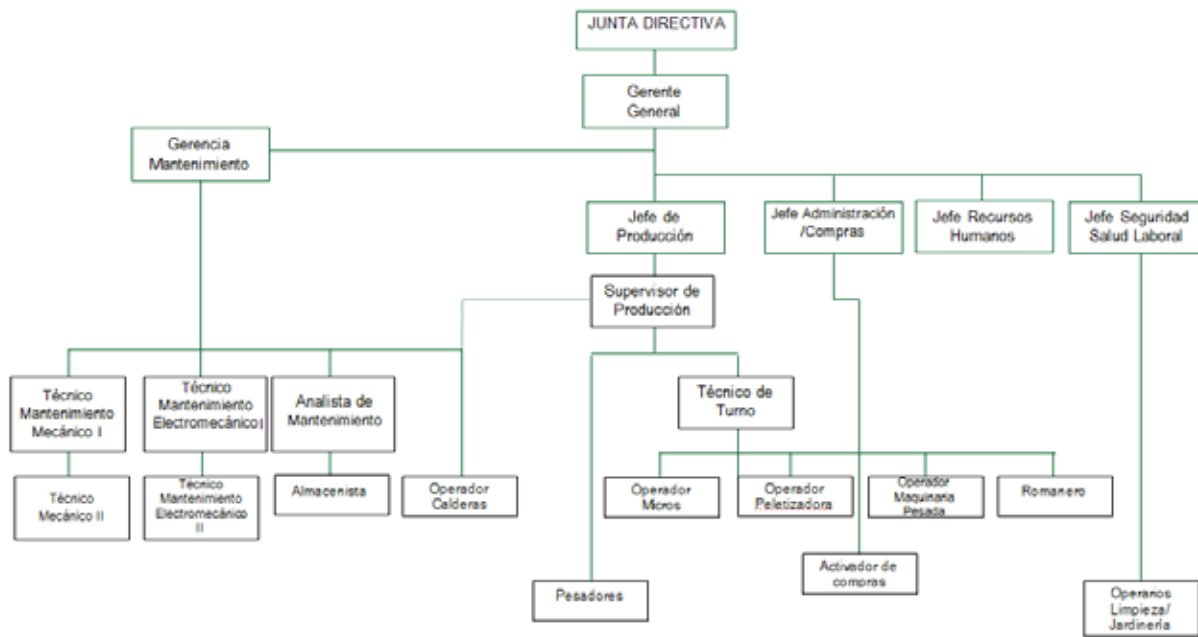 JUNTA DIRECTIVA
Gerente
General
Gerencia
Mantenimiento
Jefe de
Producción
Jefe Administración
/Compras
Jefe Recursos
Humanos
Jefe Seguridad
Salud Laboral
Supervisor de
Producción
Técnico
Mantenimiento
Mecánico I
Técnico
Mantenimiento
Electromecánico I
Analista de
Mantenimiento
Técnico de
Turno
Técnico
Mecánico II
Técnico
Mantenimiento
Electromecánico
II
Almacenista
Operador
Calderas
Operador
Micros
Operador
Peletizadora
Operador
Maquinaria
Pesada
Romanero
Activador de
compras
Pesadores
Operarios
Limpieza/
Jardinería